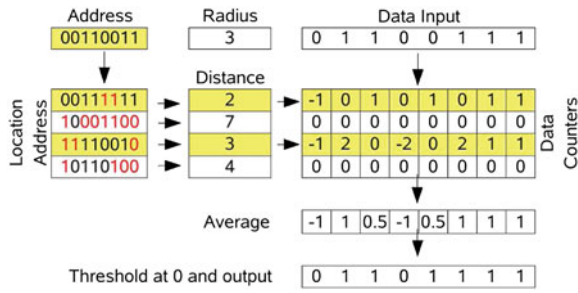 Address Radius Data Input
00110011 3 0 1 1 0 0 1 1 1
Distance
Location Address
00111111 2 -1 0 1 0 1 0 1 1
10001100 7 0 0 0 0 0 0 0 0
11110010 3 -1 2 0 -2 0 2 1 1
10110100 4 0 0 0 0 0 0 0 0
Data Counters
Average -1 1 0.5 -1 0.5 1 1 1
Threshold at 0 and output 0 1 1 0 1 1 1 1